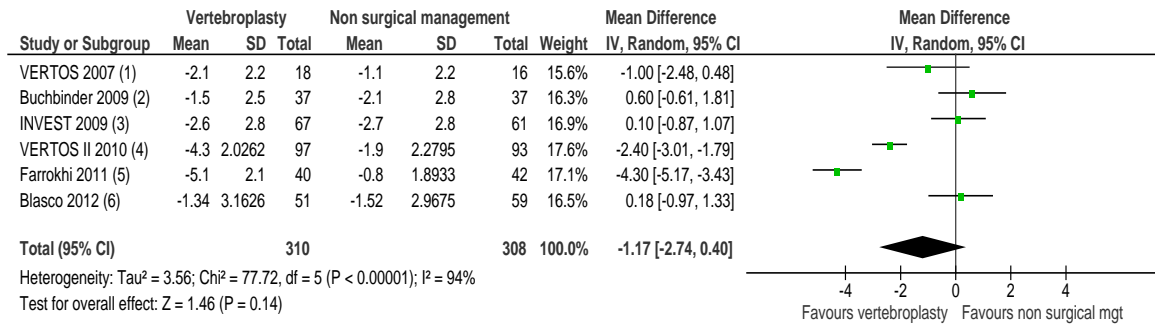 Vertebroplasty Non surgical management Mean Difference Mean Difference
Study or Subgroup Mean SD Total Mean SD Total Weight IV, Random, 95% CI IV, Random, 95% CI
VERTOS 2007 (1) -2.1 2.2 18 -1.1 2.2 16 15.6% -1.00 [-2.48, 0.48]
Buchbinder 2009 (2) -1.5 2.5 37 -2.1 2.8 37 16.3% 0.60 [-0.61, 1.81]
INVEST 2009 (3) -2.6 2.8 67 -2.7 2.8 61 16.9% 0.10 [-0.87, 1.07]
VERTOS II 2010 (4) -4.3 2.0262 97 -1.9 2.2795 93 17.6% -2.40 [-3.01, -1.79]
Farrokhi 2011 (5) -5.1 2.1 40 -0.8 1.8933 42 17.1% -4.30 [-5.17, -3.43]
Blasco 2012 (6) -1.34 3.1626 51 -1.52 2.9675 59 16.5% 0.18 [-0.97, 1.33]
Total (95% CI) 310 308 100.0% -1.17 [-2.74, 0.40]
Heterogeneity: Tau² = 3.56; Chi² = 77.72, df = 5 (P < 0.00001); I² = 94%
Test for overall effect: Z = 1.46 (P = 0.14)
-4 -2 0 2 4
Favours vertebroplasty Favours non surgical mgt